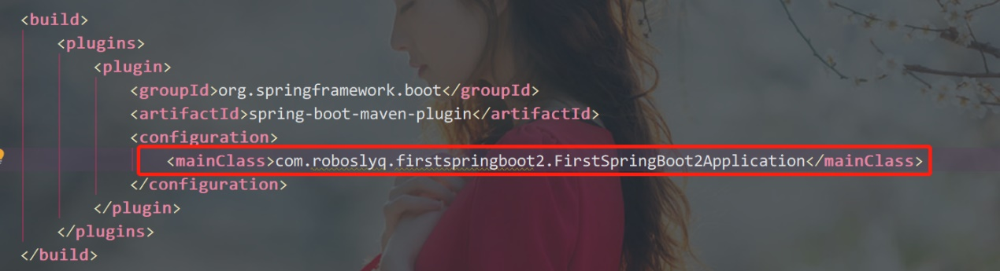 <build>
<plugins>
<plugin>
<groupId>org.springframework.boot</groupId>
<artifactId>spring-boot-maven-plugin</artifactId>
<configuration>
<mainClass>com.roboslyq.firstspringboot2.FirstSpringBoot2Application</mainClass>
</configuration>
</plugin>
</plugins>
</build>